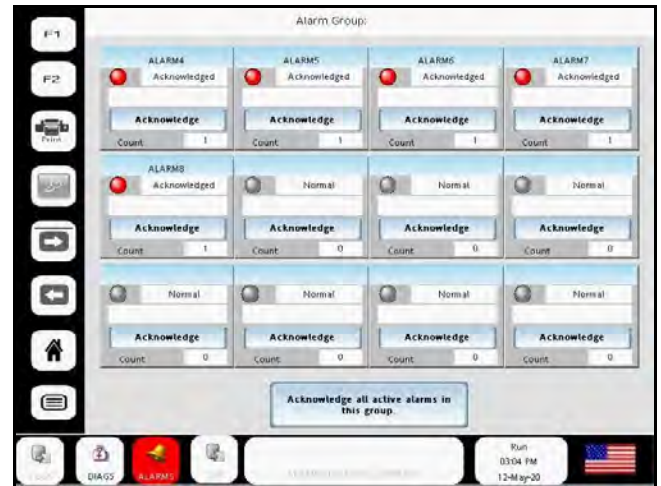 Alarm Group:
F1
F2
Print
ALARM4
Acknowledged
Acknowledge
Count 1
ALARM5
Acknowledged
Acknowledge
Count 1
ALARM6
Acknowledged
Acknowledge
Count 1
ALARM7
Acknowledged
Acknowledge
Count 1
ALARM8
Acknowledged
Acknowledge
Count 1
Normal
Acknowledge
Count 0
Normal
Acknowledge
Count 0
Normal
Acknowledge
Count 0
Normal
Acknowledge
Count 0
Normal
Acknowledge
Count 0
Normal
Acknowledge
Count 0
Normal
Acknowledge
Count 0
Acknowledge all active alarms in
this group.
DIAGS
ALARMS
Run
03:04 PM
12-May-20